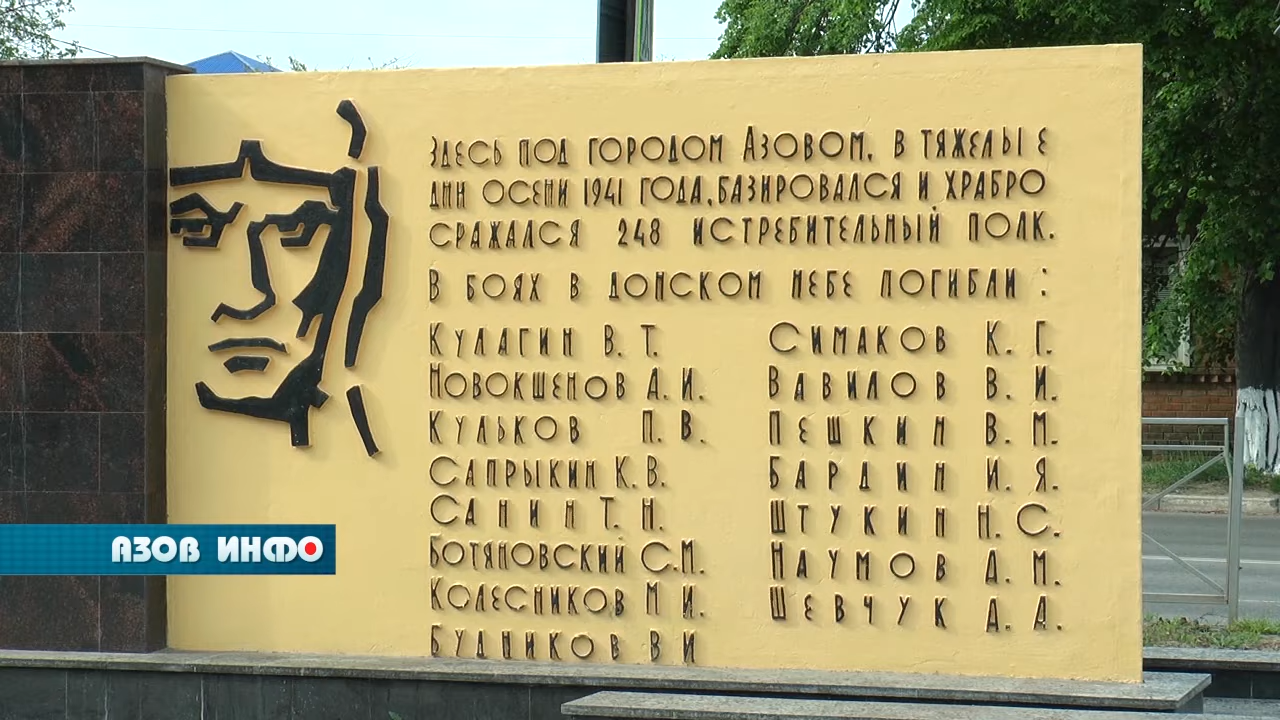 Здесь под городом Азовом, в тяжелые
дни осени 1941 года, базировался и храбро
сражался 248 истребительный полк.
В боях в донском небе погибли :
Кулагин В. Т.
Новокшенов А. И.
Кульков П. В.
Сапрыкин К. В.
Санин Т. Н.
Ботяновский С. М.
Колесников М И.
Будников В И
Симаков К. Г.
Вавилов В. И.
Пешкин В. М.
Бардин И. Я.
Штукин Н. С.
Наумов Д. М.
Шевчук А. А.
АЗОВ ИНФО